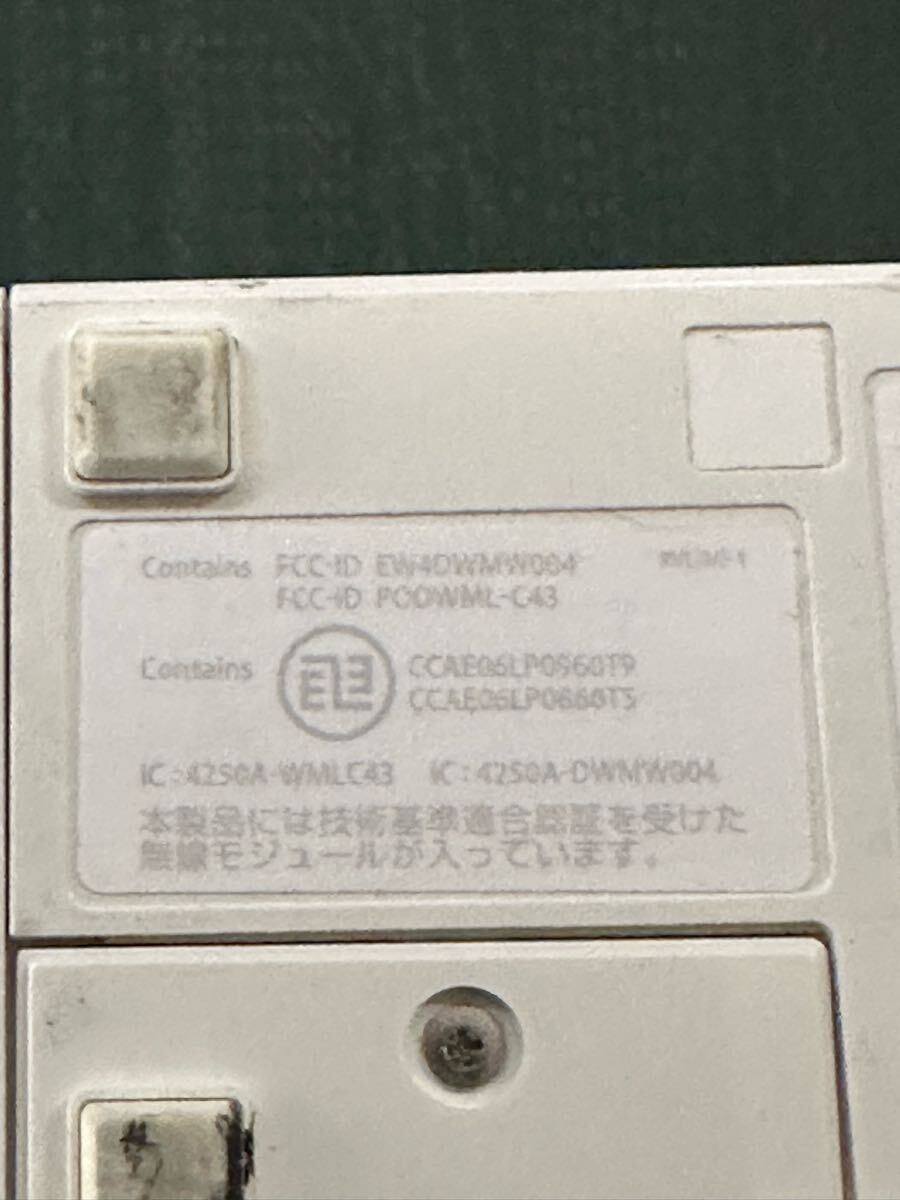 Contains FCC-ID EW4DWMW004
FCC-ID POOWML-C43
Contains CCAE06LP0960T9
CCAE06LP0660T5
IC:4250A-WMLC43 IC:4250A-DWMW004
本製品には技術基準適合認証を受けた
無線モジュールが入っています。